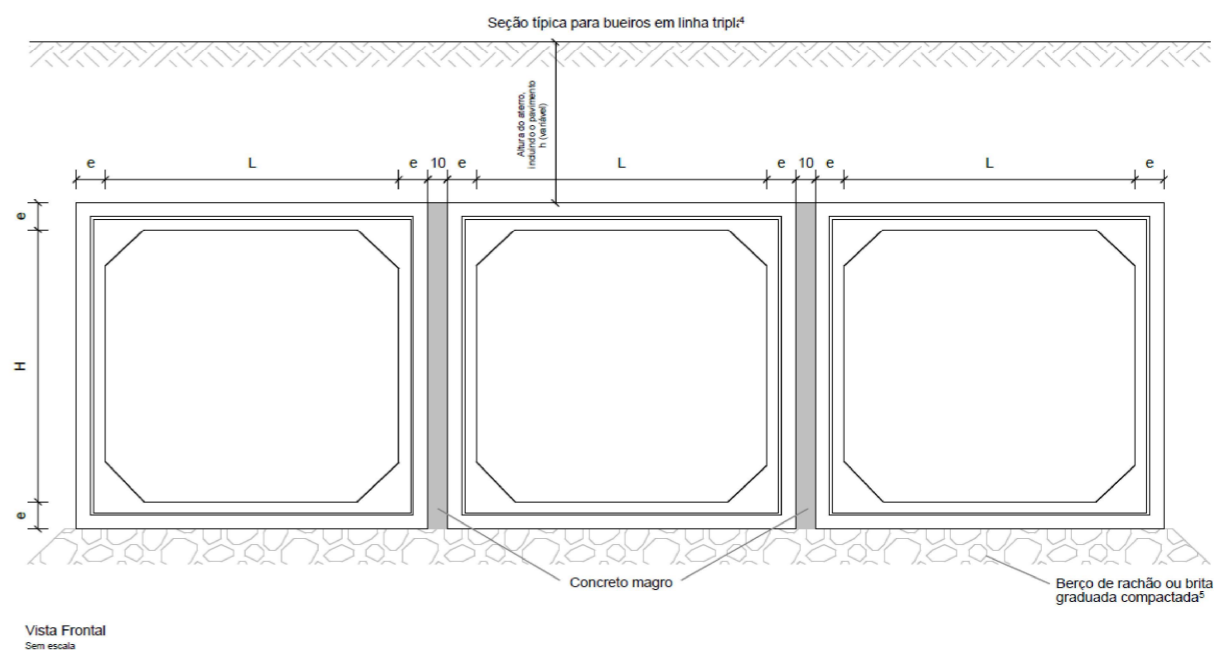 Seção típica para bueiros em linha tripla⁴
Altura do aterro,
incluindo o pavimento
h (variável)
e L e 10 e L e 10 e L e
e
H
e
Concreto magro
Berço de rachão ou brita
graduada compactada⁵
Vista Frontal
Sem escala